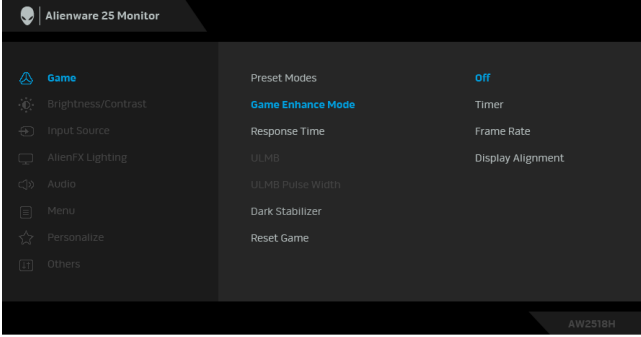 Alienware 25 Monitor
Game
Preset Modes
Off
Brightness/Contrast
Game Enhance Mode
Timer
Input Source
Response Time
Frame Rate
AlienFX Lighting
ULMB
Display Alignment
Audio
ULMB Pulse Width
Menu
Dark Stabilizer
Personalize
Reset Game
Others
AW2518H